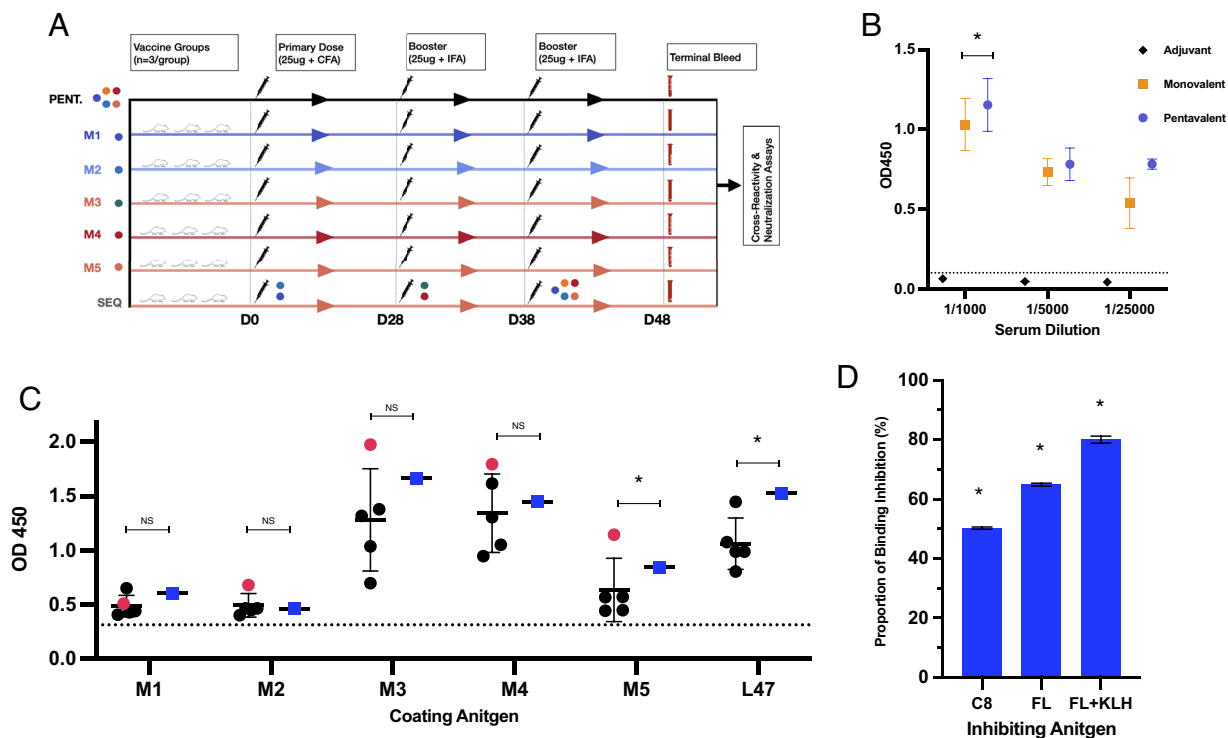 A
Vaccine Groups
(n=3/group)
Primary Dose
(25ug + CFA)
Booster
(25ug + IFA)
Booster
(25ug + IFA)
Terminal Bleed
PENT.
M1
M2
M3
M4
M5
SEQ
D0
D28
D38
D48
Cross-Reactivity &
Neutralization Assays
B
OD450
1.5
1.0
0.5
0.0
*
1/1000
1/5000
1/25000
Serum Dilution
Adjuvant
Monovalent
Pentavalent
C
OD 450
2.0
1.5
1.0
0.5
0.0
NS
NS
NS
NS
*
*
M1
M2
M3
M4
M5
L47
Coating Anitgen
D
Proportion of Binding Inhibition (%)
100
80
60
40
20
0
*
*
*
C8
FL
FL+KLH
Inhibiting Anitgen